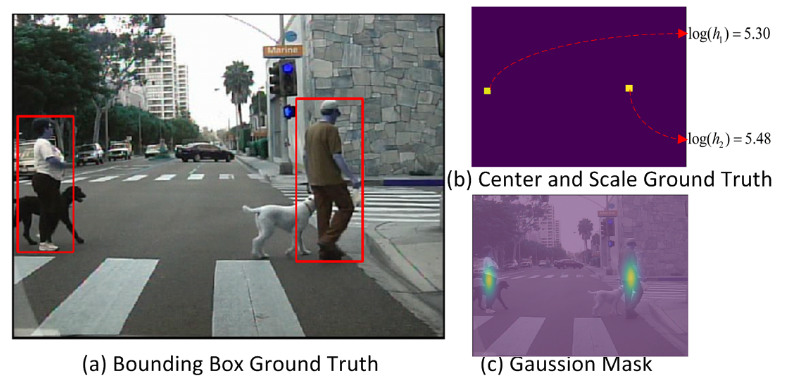 Marine
log(h₁) = 5.30
log(h₂) = 5.48
(b) Center and Scale Ground Truth
(a) Bounding Box Ground Truth
(c) Gaussion Mask